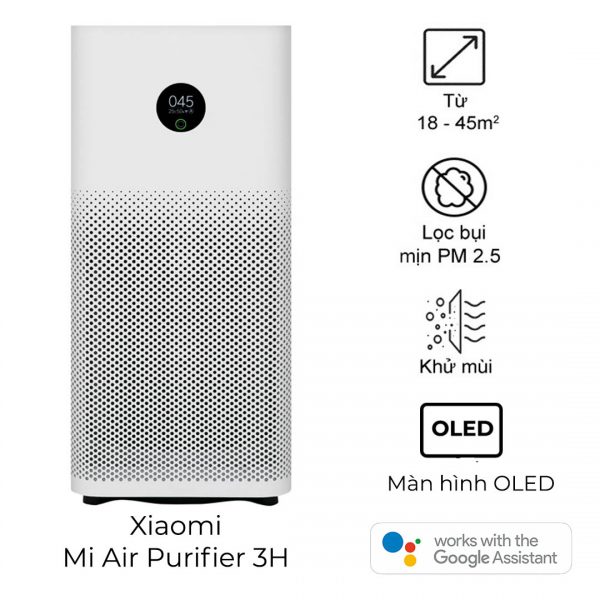 045
Từ
18 - 45m²
Lọc bụi
mịn PM 2.5
Khử mùi
OLED
Màn hình OLED
Xiaomi
Mi Air Purifier 3H
works with the
Google Assistant